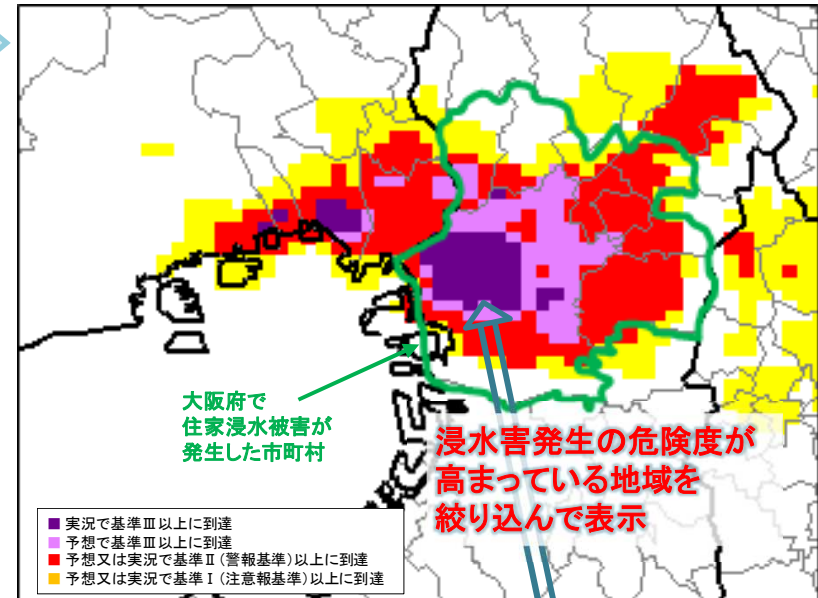 大阪府で
住家浸水被害が
発生した市町村
浸水害発生の危険度が
高まっている地域を
絞り込んで表示
実況で基準Ⅲ以上に到達
予想で基準Ⅲ以上に到達
予想又は実況で基準Ⅱ（警報基準）以上に到達
予想又は実況で基準Ⅰ（注意報基準）以上に到達